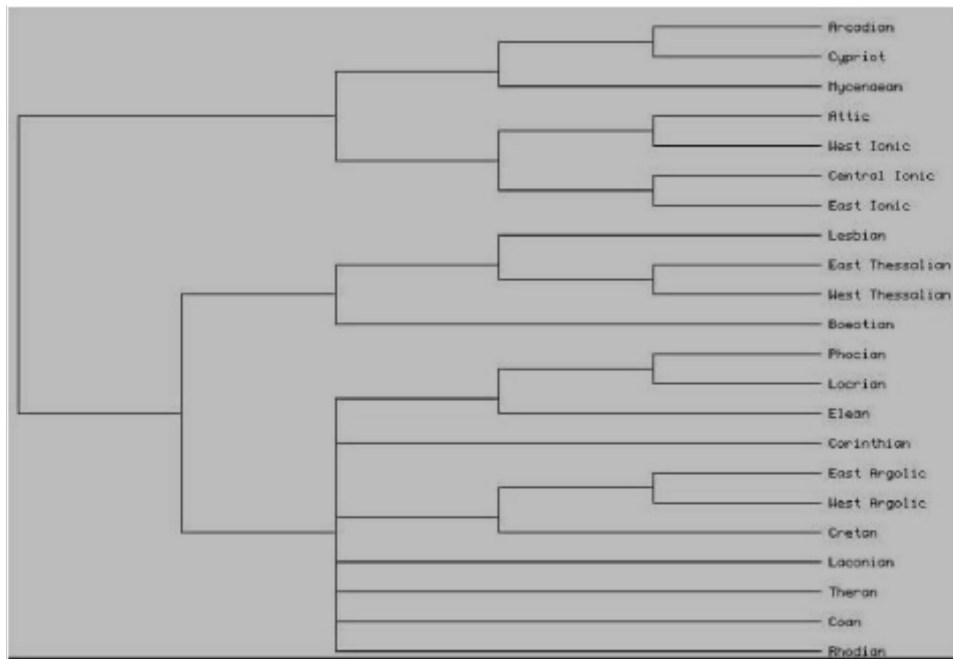 Arcadian
Cypriot
Mycenaean
Attic
West Ionic
Central Ionic
East Ionic
Lesbian
East Thessalian
West Thessalian
Boeotian
Phocian
Locrian
Elean
Corinthian
East Argolic
West Argolic
Cretan
Laconian
Theran
Coan
Rhodian